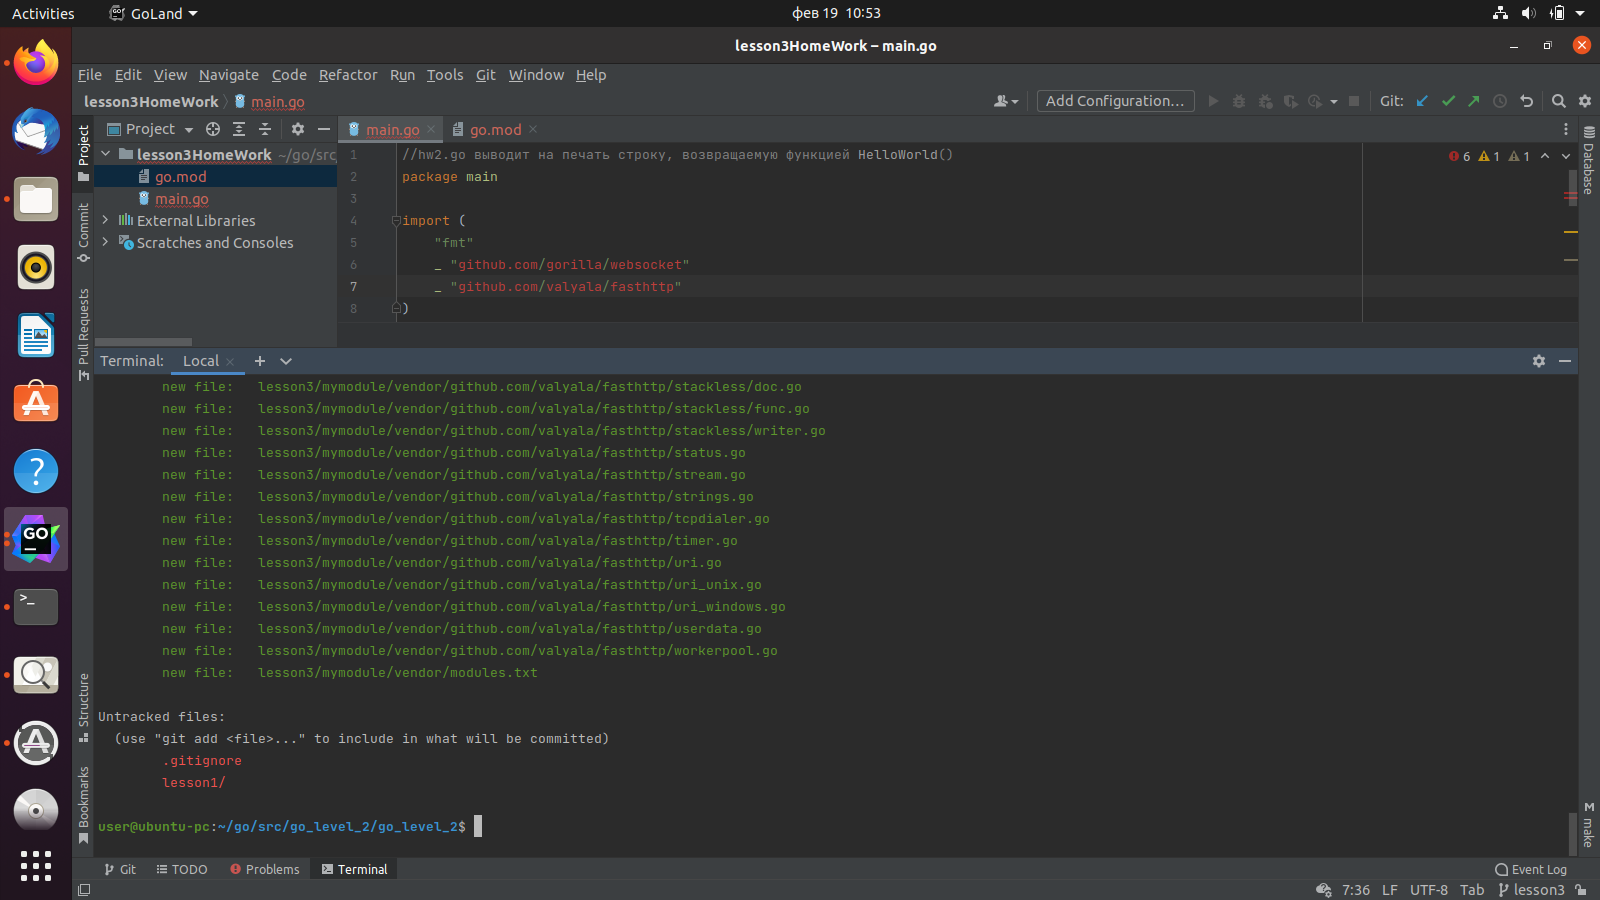 Activities GoLand фев 19 10:53
lesson3HomeWork – main.go
File Edit View Navigate Code Refactor Run Tools Git Window Help
lesson3HomeWork main.go Add Configuration... Git:
Project main.go go.mod
lesson3HomeWork ~/go/src
go.mod
main.go
External Libraries
Scratches and Consoles
Project
Commit
Pull Requests
Structure
Bookmarks
1 //hw2.go выводит на печать строку, возвращаемую функцией HelloWorld()
2 package main
3
4 import (
5 "fmt"
6 _ "github.com/gorilla/websocket"
7 _ "github.com/valyala/fasthttp"
8 )
6 1 1
Database
M make
Terminal: Local
new file: lesson3/mymodule/vendor/github.com/valyala/fasthttp/stackless/doc.go
new file: lesson3/mymodule/vendor/github.com/valyala/fasthttp/stackless/func.go
new file: lesson3/mymodule/vendor/github.com/valyala/fasthttp/stackless/writer.go
new file: lesson3/mymodule/vendor/github.com/valyala/fasthttp/status.go
new file: lesson3/mymodule/vendor/github.com/valyala/fasthttp/stream.go
new file: lesson3/mymodule/vendor/github.com/valyala/fasthttp/strings.go
new file: lesson3/mymodule/vendor/github.com/valyala/fasthttp/tcpdialer.go
new file: lesson3/mymodule/vendor/github.com/valyala/fasthttp/timer.go
new file: lesson3/mymodule/vendor/github.com/valyala/fasthttp/uri.go
new file: lesson3/mymodule/vendor/github.com/valyala/fasthttp/uri_unix.go
new file: lesson3/mymodule/vendor/github.com/valyala/fasthttp/uri_windows.go
new file: lesson3/mymodule/vendor/github.com/valyala/fasthttp/userdata.go
new file: lesson3/mymodule/vendor/github.com/valyala/fasthttp/workerpool.go
new file: lesson3/mymodule/vendor/modules.txt
Untracked files:
(use "git add <file>..." to include in what will be committed)
.gitignore
lesson1/
user@ubuntu-pc:~/go/src/go_level_2/go_level_2$
Git TODO Problems Terminal Event Log
7:36 LF UTF-8 Tab lesson3
GO